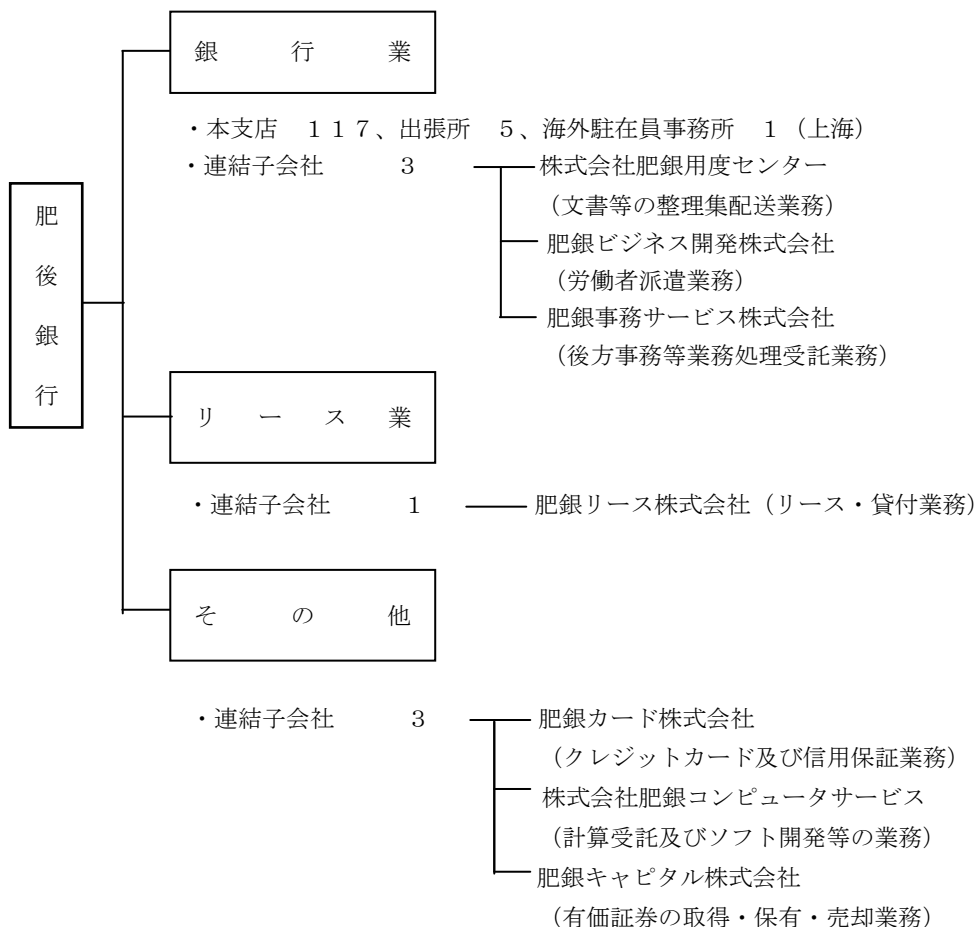 銀行業
・本支店 117、出張所 5、海外駐在員事務所 1(上海)
・連結子会社 3 株式会社肥銀用度センター
(文書等の整理集配送業務)
肥銀ビジネス開発株式会社
(労働者派遣業務)
肥銀事務サービス株式会社
(後方事務等業務処理受託業務)
肥後銀行
リース業
・連結子会社 1 肥銀リース株式会社(リース・貸付業務)
その他
・連結子会社 3 肥銀カード株式会社
(クレジットカード及び信用保証業務)
株式会社肥銀コンピュータサービス
(計算受託及びソフト開発等の業務)
肥銀キャピタル株式会社
(有価証券の取得・保有・売却業務)